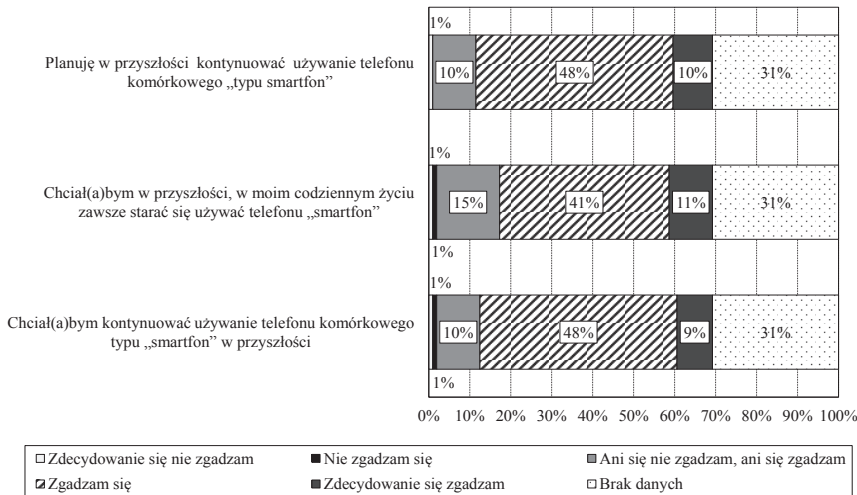 1%
Planuję w przyszłości kontynuować używanie telefonu
komórkowego „typu smartfon”
10% 48% 10% 31%
1%
Chciał(a)bym w przyszłości, w moim codziennym życiu
zawsze starać się używać telefonu „smartfon”
15% 41% 11% 31%
1%
1%
Chciał(a)bym kontynuować używanie telefonu komórkowego
typu „smartfon” w przyszłości
10% 48% 9% 31%
1%
0% 10% 20% 30% 40% 50% 60% 70% 80% 90% 100%
Zdecydowanie się nie zgadzam Nie zgadzam się Ani się nie zgadzam, ani się zgadzam
Zgadzam się Zdecydowanie się zgadzam Brak danych